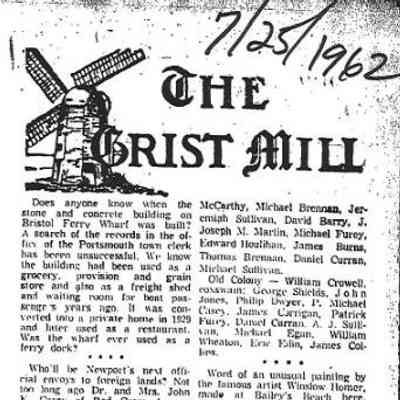 7/25/1962
THE
GRIST MILL
Does anyone know when the
stone and concrete building on
Bristol Ferry Wharf was built?
A search of the records in the of-
fice of the Portsmouth town clerk
has been unsuccessful. We know
the building had been used as a
grocery, provision and grain
store and also as a freight shed
and waiting room for boat pas-
senge's years ago. It was con-
verted into a private home in 1929
and later used as a restaurant.
Was the wharf ever used as a
ferry dock?
• • • •
Who'll be Newport's next offi-
cial envoys to foreign lands? Not
too long ago Dr. and Mrs. John
McCarthy, Michael Brennan, Jer-
emiah Sullivan, David Barry, J.
Joseph M. Martin, Michael Furey,
Edward Houlihan, James Burns,
Thomas Brennan, Daniel Curran,
Michael Sullivan.
Old Colony — William Crowell,
coxswain; George Shields, John
Jones, Philip Dwyer, P. Michael
Casey, James Carrigan, Patrick
Furey, Daniel Curran, A. J. Sulli-
van, Michael Egan, William
Wheaton, Eric Edin, James Col-
lins.
• • • •
Word of an unusual painting by
the famous artist Winslow Homer,
made at Bailey's Beach here,